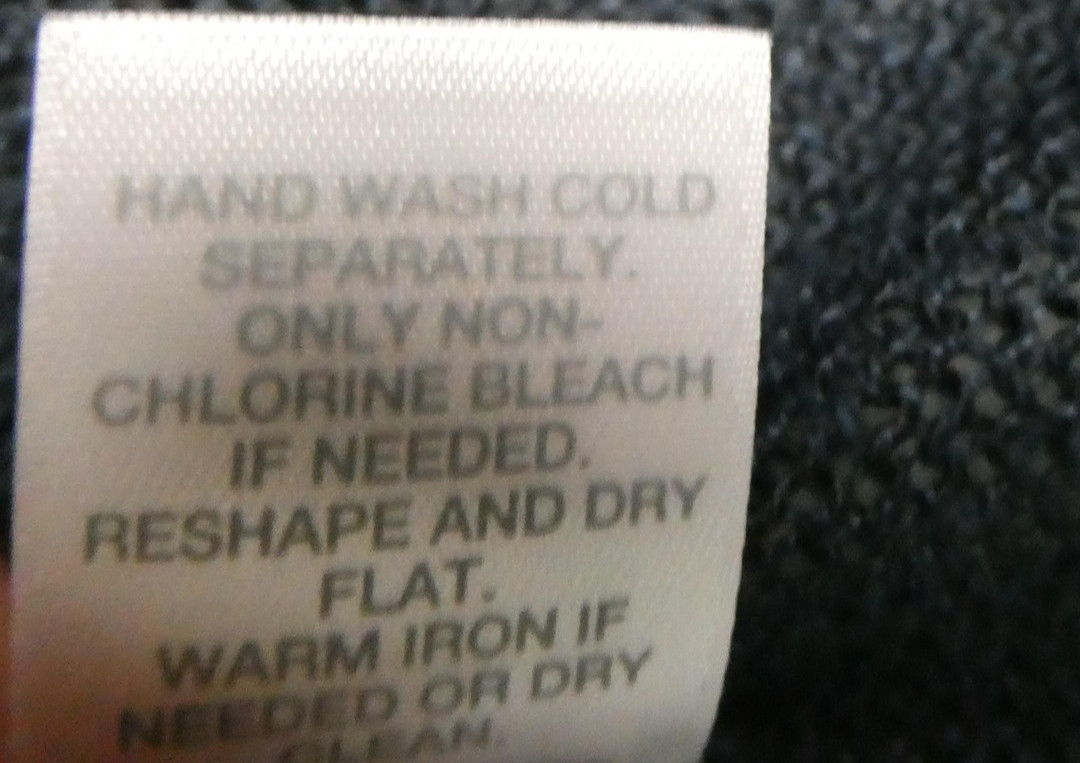 HAND WASH COLD
SEPARATELY.
ONLY NON-
CHLORINE BLEACH
IF NEEDED.
RESHAPE AND DRY
FLAT.
WARM IRON IF
NEEDED OR DRY
CLEAN.